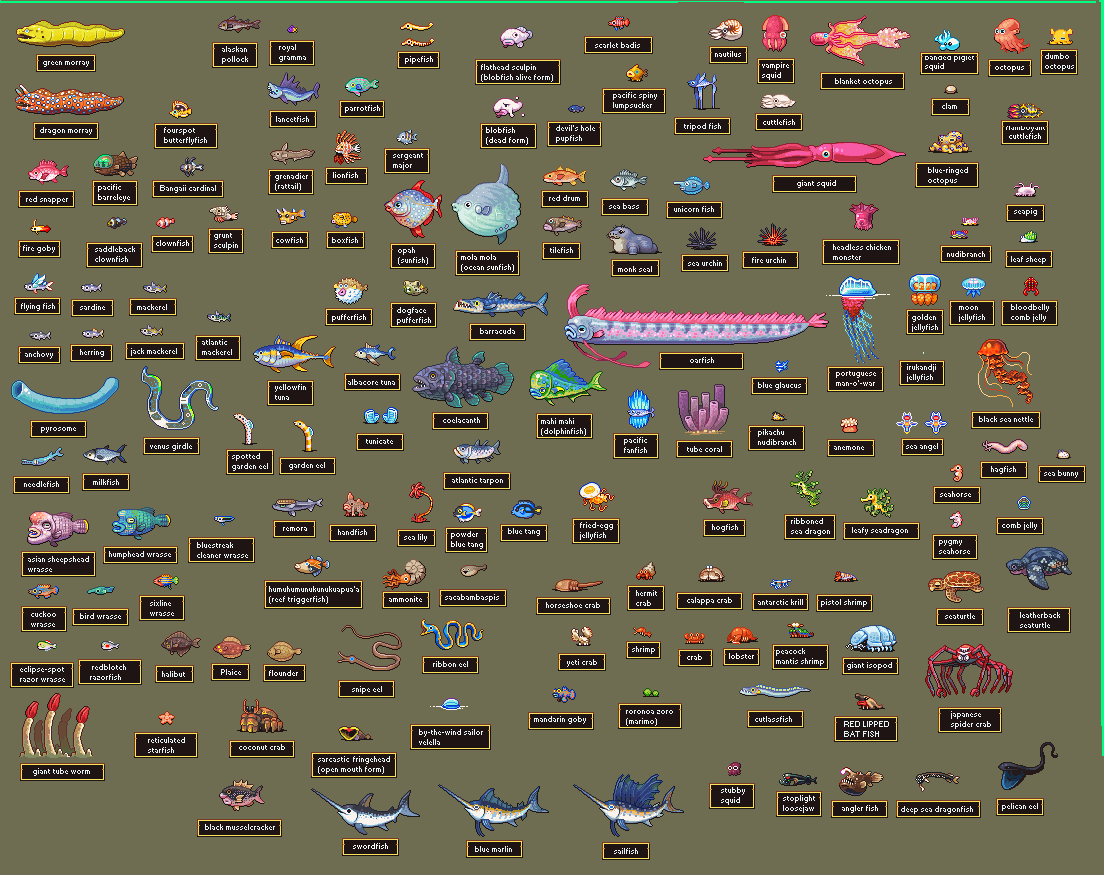 green morray
alaskan
pollock
royal
gramma
pipefish
flathead sculpin
(blobfish alive form)
scarlet badis
nautilus
vampire
squid
blanket octopus
pangea piglet
squid
octopus
dumbo
octopus
dragon morray
fourspot
butterflyfish
lancetfish
parrotfish
blobfish
(dead form)
devil's hole
pupfish
pacific spiny
lumpsucker
tripod fish
cuttlefish
clam
flamboyant
cuttlefish
red snapper
pacific
barreleye
Bangaii cardinal
grenadier
(rattail)
lionfish
sergeant
major
red drum
sea bass
unicorn fish
giant squid
blue-ringed
octopus
seapig
fire goby
saddleback
clownfish
clownfish
grunt
sculpin
cowfish
boxfish
opah
(sunfish)
mola mola
(ocean sunfish)
tilefish
monk seal
sea urchin
fire urchin
headless chicken
monster
nudibranch
leaf sheep
flying fish
sardine
mackerel
pufferfish
dogface
pufferfish
barracuda
oarfish
portuguese
man-o'-war
golden
jellyfish
moon
jellyfish
bloodbelly
comb jelly
anchovy
herring
jack mackerel
atlantic
mackerel
yellowfin
tuna
albacore tuna
coelacanth
mahi mahi
(dolphinfish)
blue glaucus
irukandji
jellyfish
black sea nettle
pyrosome
venus girdle
spotted
garden eel
garden eel
tunicate
pacific
fanfish
tube coral
pikachu
nudibranch
anemone
sea angel
hagfish
sea bunny
needlefish
milkfish
atlantic tarpon
seahorse
asian sheepshead
wrasse
humphead wrasse
bluestreak
cleaner wrasse
remora
handfish
sea lily
powder
blue tang
blue tang
fried-egg
jellyfish
hogfish
ribboned
sea dragon
leafy seadragon
pygmy
seahorse
comb jelly
cuckoo
wrasse
bird wrasse
sixline
wrasse
humuhumunukunukuapua'a
(reef triggerfish)
ammonite
sacabambaspis
horseshoe crab
hermit
crab
calappa crab
antarctic krill
pistol shrimp
seaturtle
leatherback
seaturtle
eclipse-spot
razor wrasse
redblotch
razorfish
halibut
Plaice
flounder
snipe eel
ribbon eel
yeti crab
shrimp
crab
lobster
peacock
mantis shrimp
giant isopod
japanese
spider crab
giant tube worm
reticulated
starfish
coconut crab
sarcastic fringehead
(open mouth form)
by-the-wind sailor
velella
mandarin goby
roronoa zoro
(marimo)
cutlassfish
RED LIPPED
BAT FISH
black musselcracker
swordfish
blue marlin
sailfish
stubby
squid
stoplight
loosejaw
angler fish
deep sea dragonfish
pelican eel